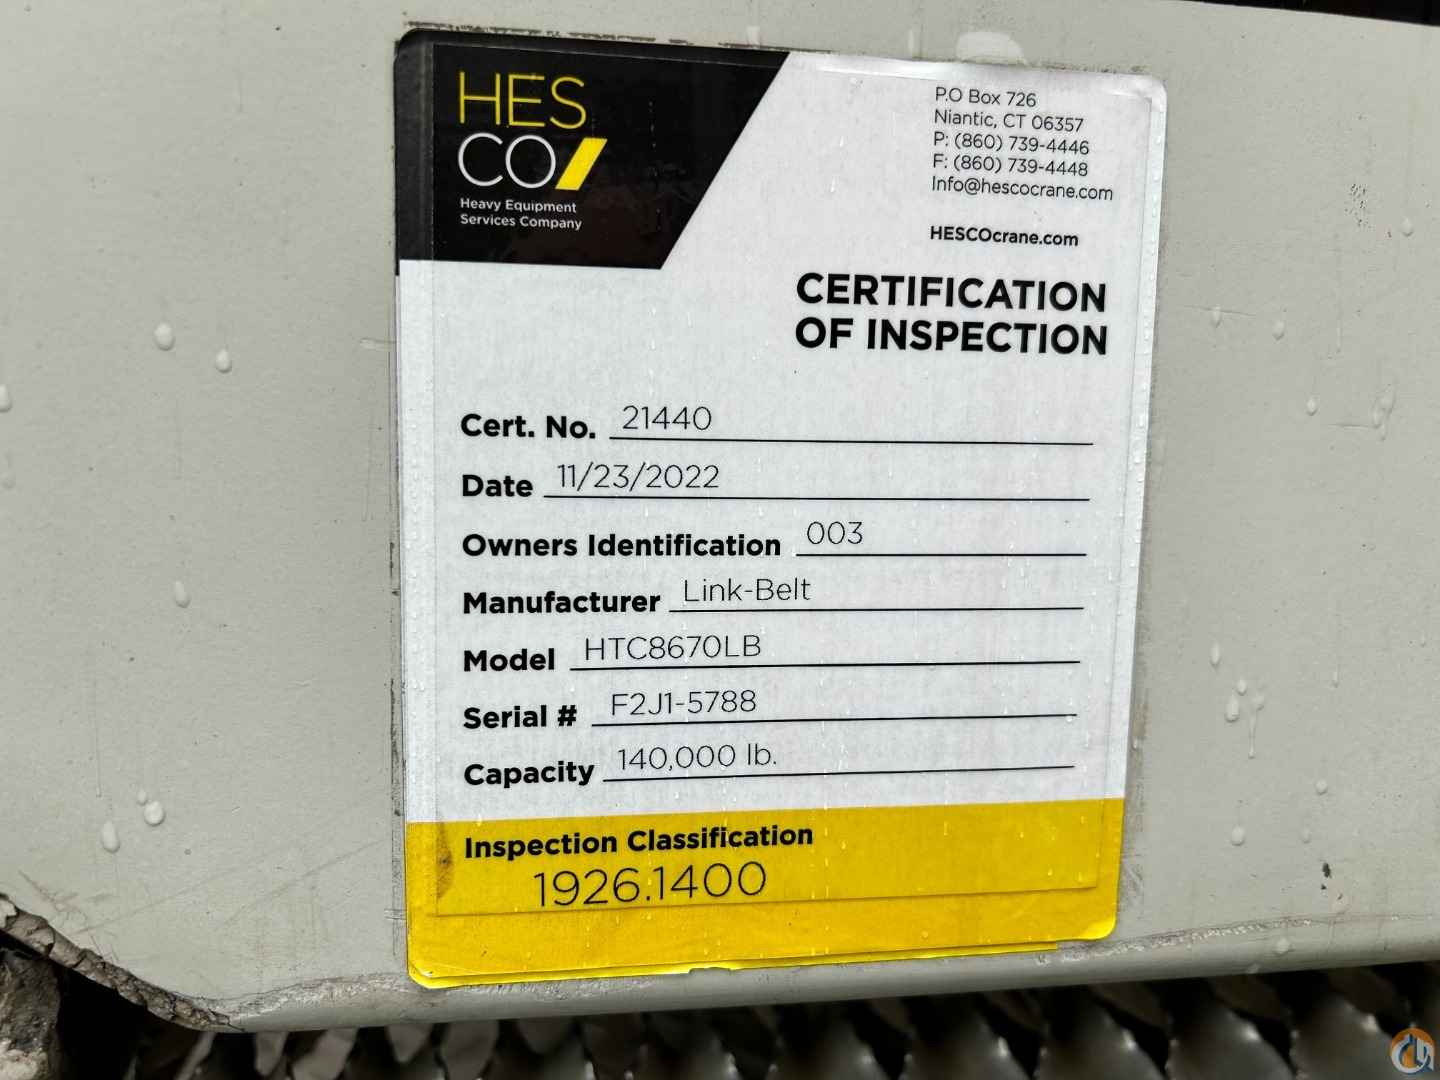 HES
CO
Heavy Equipment
Services Company
P.O Box 726
Niantic, CT 06357
P: (860) 739-4446
F: (860) 739-4448
Info@hescocrane.com
HESCOcrane.com
CERTIFICATION
OF INSPECTION
Cert. No. 21440
Date 11/23/2022
Owners Identification 003
Manufacturer Link-Belt
Model HTC8670LB
Serial # F2J1-5788
Capacity 140,000 lb.
Inspection Classification
1926.1400